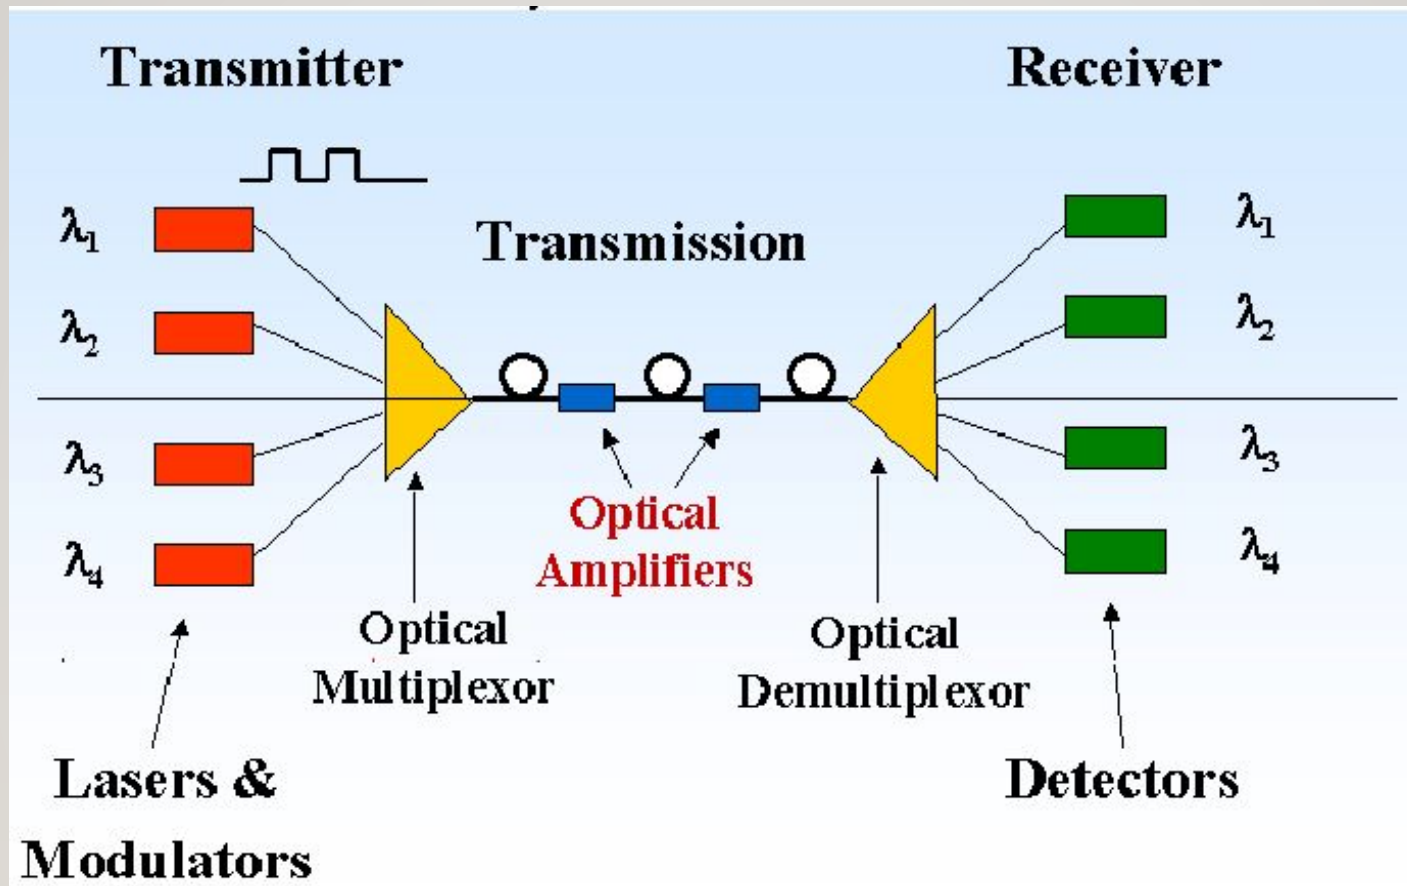 Transmitter
Receiver
λ1
λ1
Transmission
λ2
λ2
λ3
λ3
Optical
Amplifiers
λ4
λ4
Optical
Multiplexor
Optical
Demultiplexor
Lasers &
Modulators
Detectors